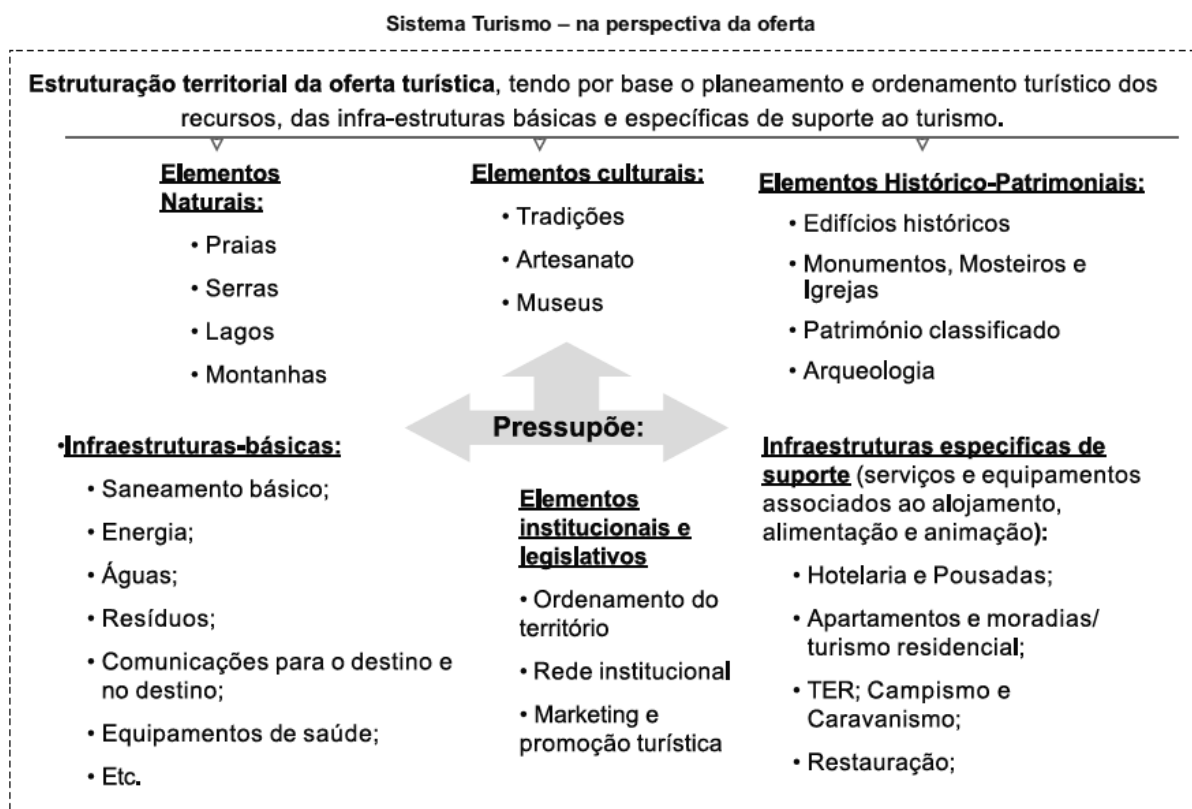 Sistema Turismo – na perspectiva da oferta
Estruturação territorial da oferta turística, tendo por base o planeamento e ordenamento turístico dos
recursos, das infra-estruturas básicas e específicas de suporte ao turismo.
Elementos
Naturais:
• Praias
• Serras
• Lagos
• Montanhas
Elementos culturais:
• Tradições
• Artesanato
• Museus
Elementos Histórico-Patrimoniais:
• Edifícios históricos
• Monumentos, Mosteiros e
Igrejas
• Património classificado
• Arqueologia
Pressupõe:
•Infraestruturas-básicas:
• Saneamento básico;
• Energia;
• Águas;
• Resíduos;
• Comunicações para o destino e
no destino;
• Equipamentos de saúde;
• Etc.
Elementos
institucionais e
legislativos
• Ordenamento do
território
• Rede institucional
• Marketing e
promoção turística
Infraestruturas especificas de
suporte (serviços e equipamentos
associados ao alojamento,
alimentação e animação):
• Hotelaria e Pousadas;
• Apartamentos e moradias/
turismo residencial;
• TER; Campismo e
Caravanismo;
• Restauração;